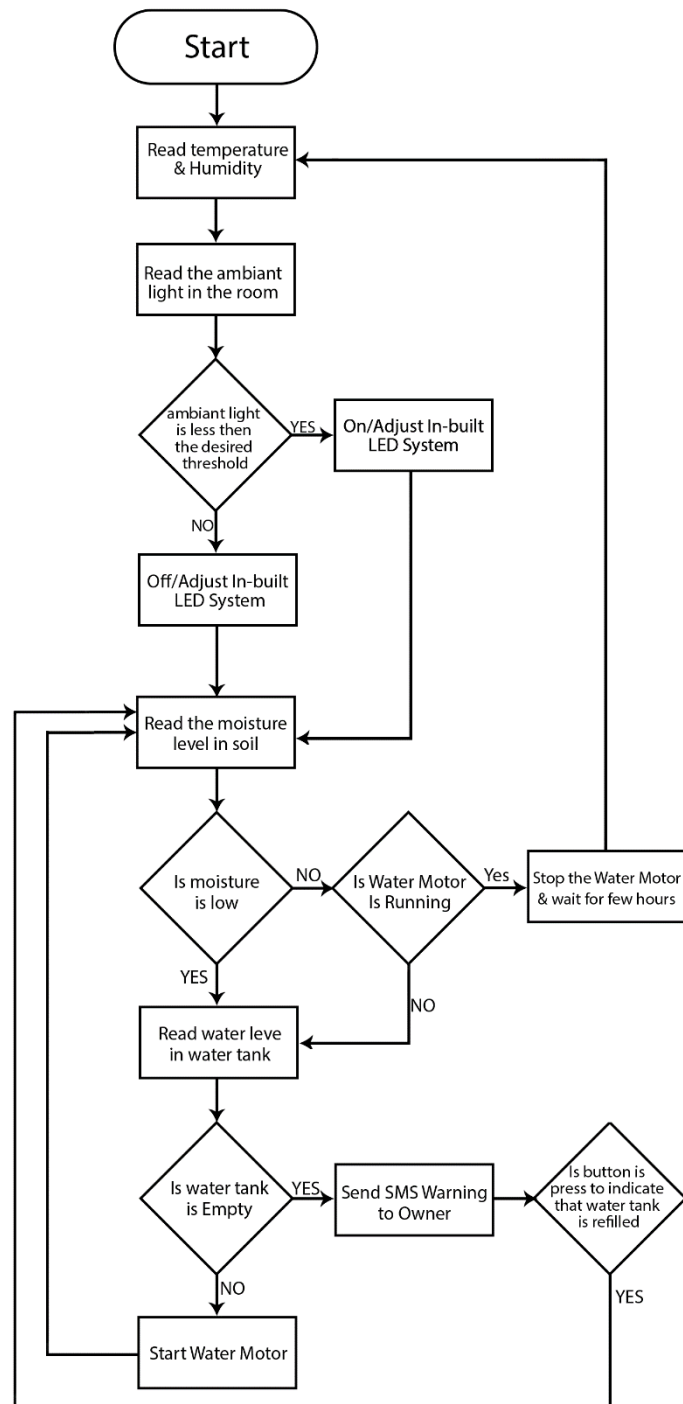 Start
Read temperature
& Humidity
Read the ambiant
light in the room
ambiant light
is less then
the desired
threshold
YES
On/Adjust In-built
LED System
NO
Off/Adjust In-built
LED System
Read the moisture
level in soil
Is moisture
is low
NO
Is Water Motor
Is Running
Yes
Stop the Water Motor
& wait for few hours
YES
NO
Read water leve
in water tank
Is water tank
is Empty
YES
Send SMS Warning
to Owner
Is button is
press to indicate
that water tank
is refilled
NO
YES
Start Water Motor